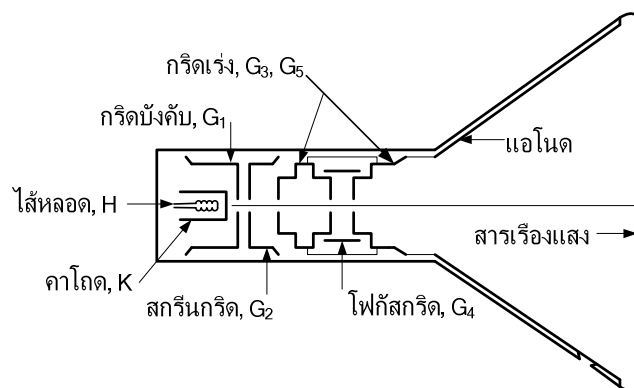 กริดเร่ง, G₃, G₅
กริดบังคับ, G₁
แอโนด
ไส้หลอด, H
สารเรืองแสง
คาโถด, K
สกรีนกริด, G₂
โฟกัสกริด, G₄